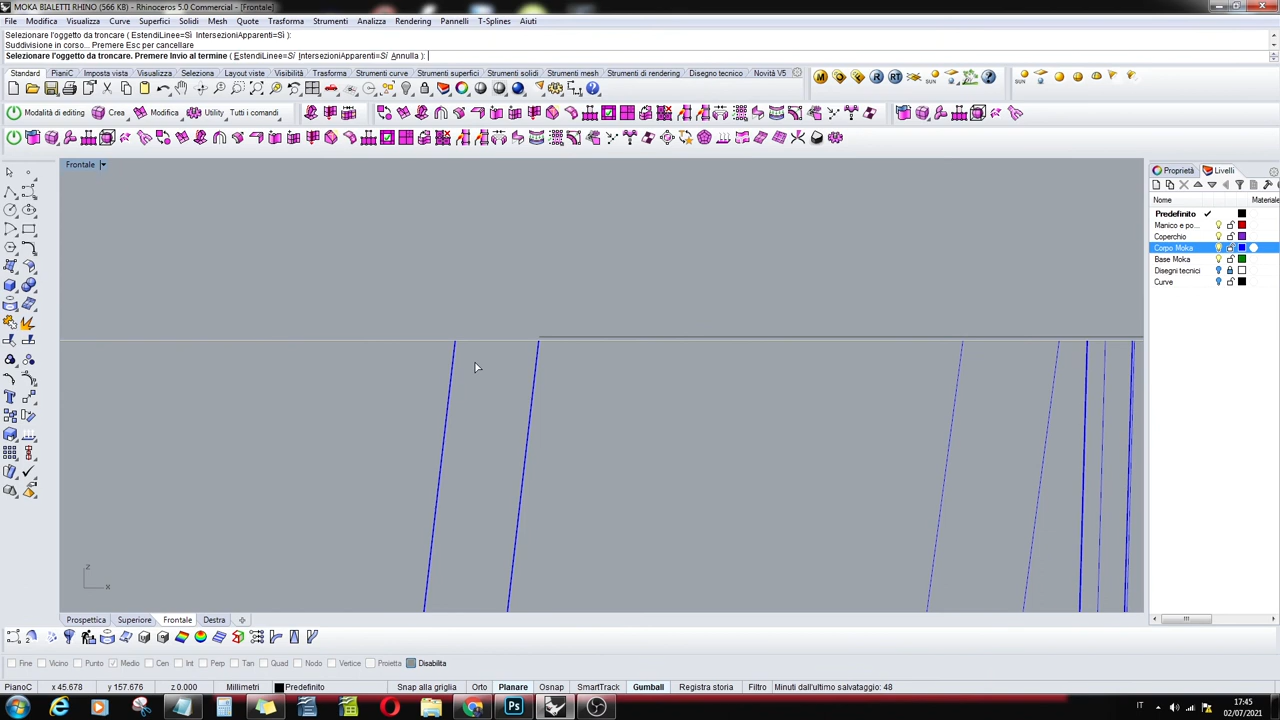 MOKA BIALETTI RHINO (566 KB) - Rhinoceros 5.0 Commercial - [Frontale]
File Modifica Visualizza Curve Superfici Solidi Mesh Quote Trasforma Strumenti Analizza Rendering Pannelli T-Splines Aiuti
Selezionare l'oggetto da troncare ( EstendiLinee=Sì IntersezioniApparenti=Sì ):
Suddivisione in corso... Premere Esc per cancellare
Selezionare l'oggetto da troncare. Premere Invio al termine ( EstendiLinee=Sì IntersezioniApparenti=Sì Annulla ):
Standard PianiC Imposta vista Visualizza Seleziona Layout viste Visibilità Trasforma Strumenti curve Strumenti superfici Strumenti solidi Strumenti mesh Strumenti di rendering Disegno tecnico Novità V5
Modalità di editing Crea Modifica Utility Tutti i comandi
Frontale
Proprietà Livelli
Nome Materiale
Predefinito
Manico e po...
Coperchio
Corpo Moka
Base Moka
Disegni tecnici
Curve
z
x
Prospettica Superiore Frontale Destra
Fine Vicino Punto Medio Cen Int Perp Tan Quad Nodo Vertice Proietta Disabilita
PianoC x 45.678 y 157.676 z 0.000 Millimetri Predefinito Snap alla griglia Orto Planare Osnap SmartTrack Gumball Registra storia Filtro Minuti dall'ultimo salvataggio: 48
IT 17:45
02/07/2021